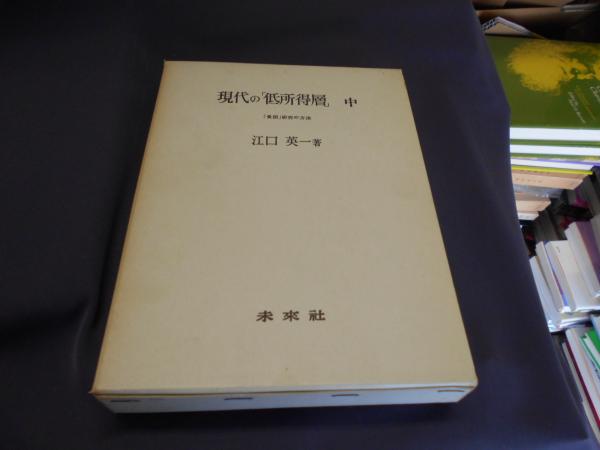 現代の「低所得層」 中
「貧困」研究の方法
江口 英一著
未來社